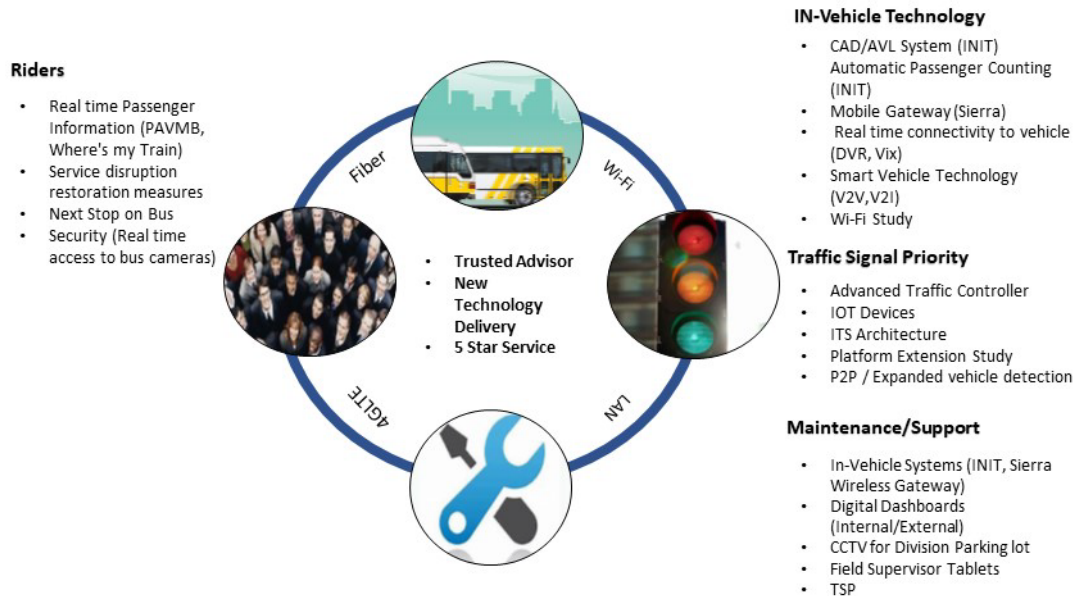 Riders
• Real time Passenger
Information (PAVMB,
Where's my Train)
• Service disruption
restoration measures
• Next Stop on Bus
• Security (Real time
access to bus cameras)
Fiber
Wi-Fi
• Trusted Advisor
• New
Technology
Delivery
• 5 Star Service
4GLTE
LAN
IN-Vehicle Technology
• CAD/AVL System (INIT)
Automatic Passenger Counting
(INIT)
• Mobile Gateway (Sierra)
• Real time connectivity to vehicle
(DVR, Vix)
• Smart Vehicle Technology
(V2V,V2I)
• Wi-Fi Study
Traffic Signal Priority
• Advanced Traffic Controller
• IOT Devices
• ITS Architecture
• Platform Extension Study
• P2P / Expanded vehicle detection
Maintenance/Support
• In-Vehicle Systems (INIT, Sierra
Wireless Gateway)
• Digital Dashboards
(Internal/External)
• CCTV for Division Parking lot
• Field Supervisor Tablets
• TSP